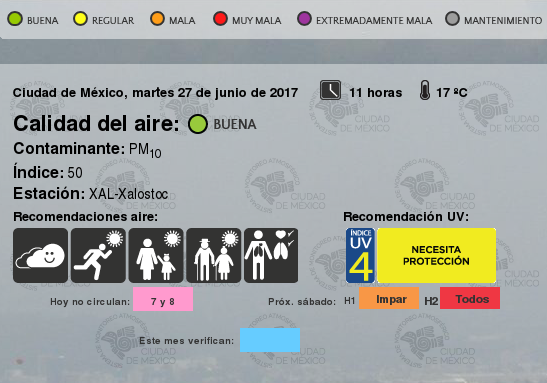 BUENA REGULAR MALA MUY MALA EXTREMADAMENTE MALA MANTENIMIENTO
Ciudad de México, martes 27 de junio de 2017 11 horas 17 ºC
Calidad del aire: BUENA
Contaminante: PM10
Índice: 50
Estación: XAL-Xalostoc
Recomendaciones aire: Recomendación UV:
ÍNDICE
UV
4
NECESITA
PROTECCIÓN
Hoy no circulan: 7 y 8 Próx. sábado: H1 Impar H2 Todos
Este mes verifican:
CIUDAD
DE MÉXICO